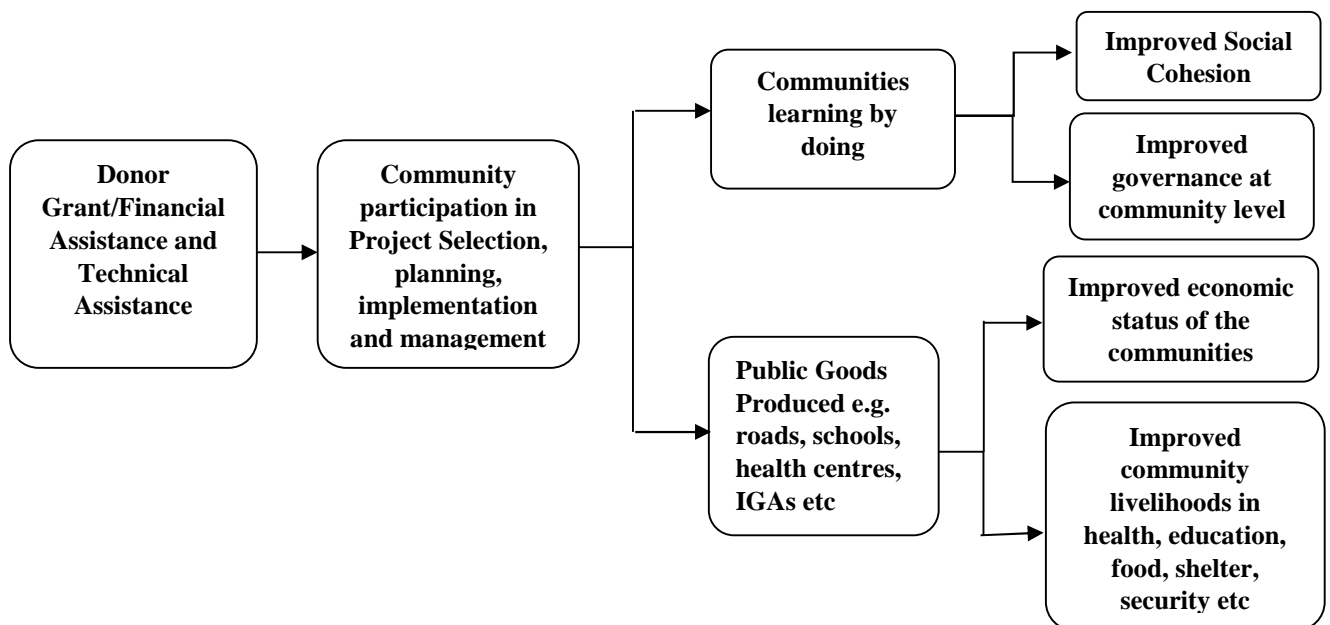 Donor
Grant/Financial
Assistance and
Technical
Assistance
Community
participation in
Project Selection,
planning,
implementation
and management
Communities
learning by
doing
Improved Social
Cohesion
Improved
governance at
community level
Public Goods
Produced e.g.
roads, schools,
health centres,
IGAs etc
Improved economic
status of the
communities
Improved
community
livelihoods in
health, education,
food, shelter,
security etc